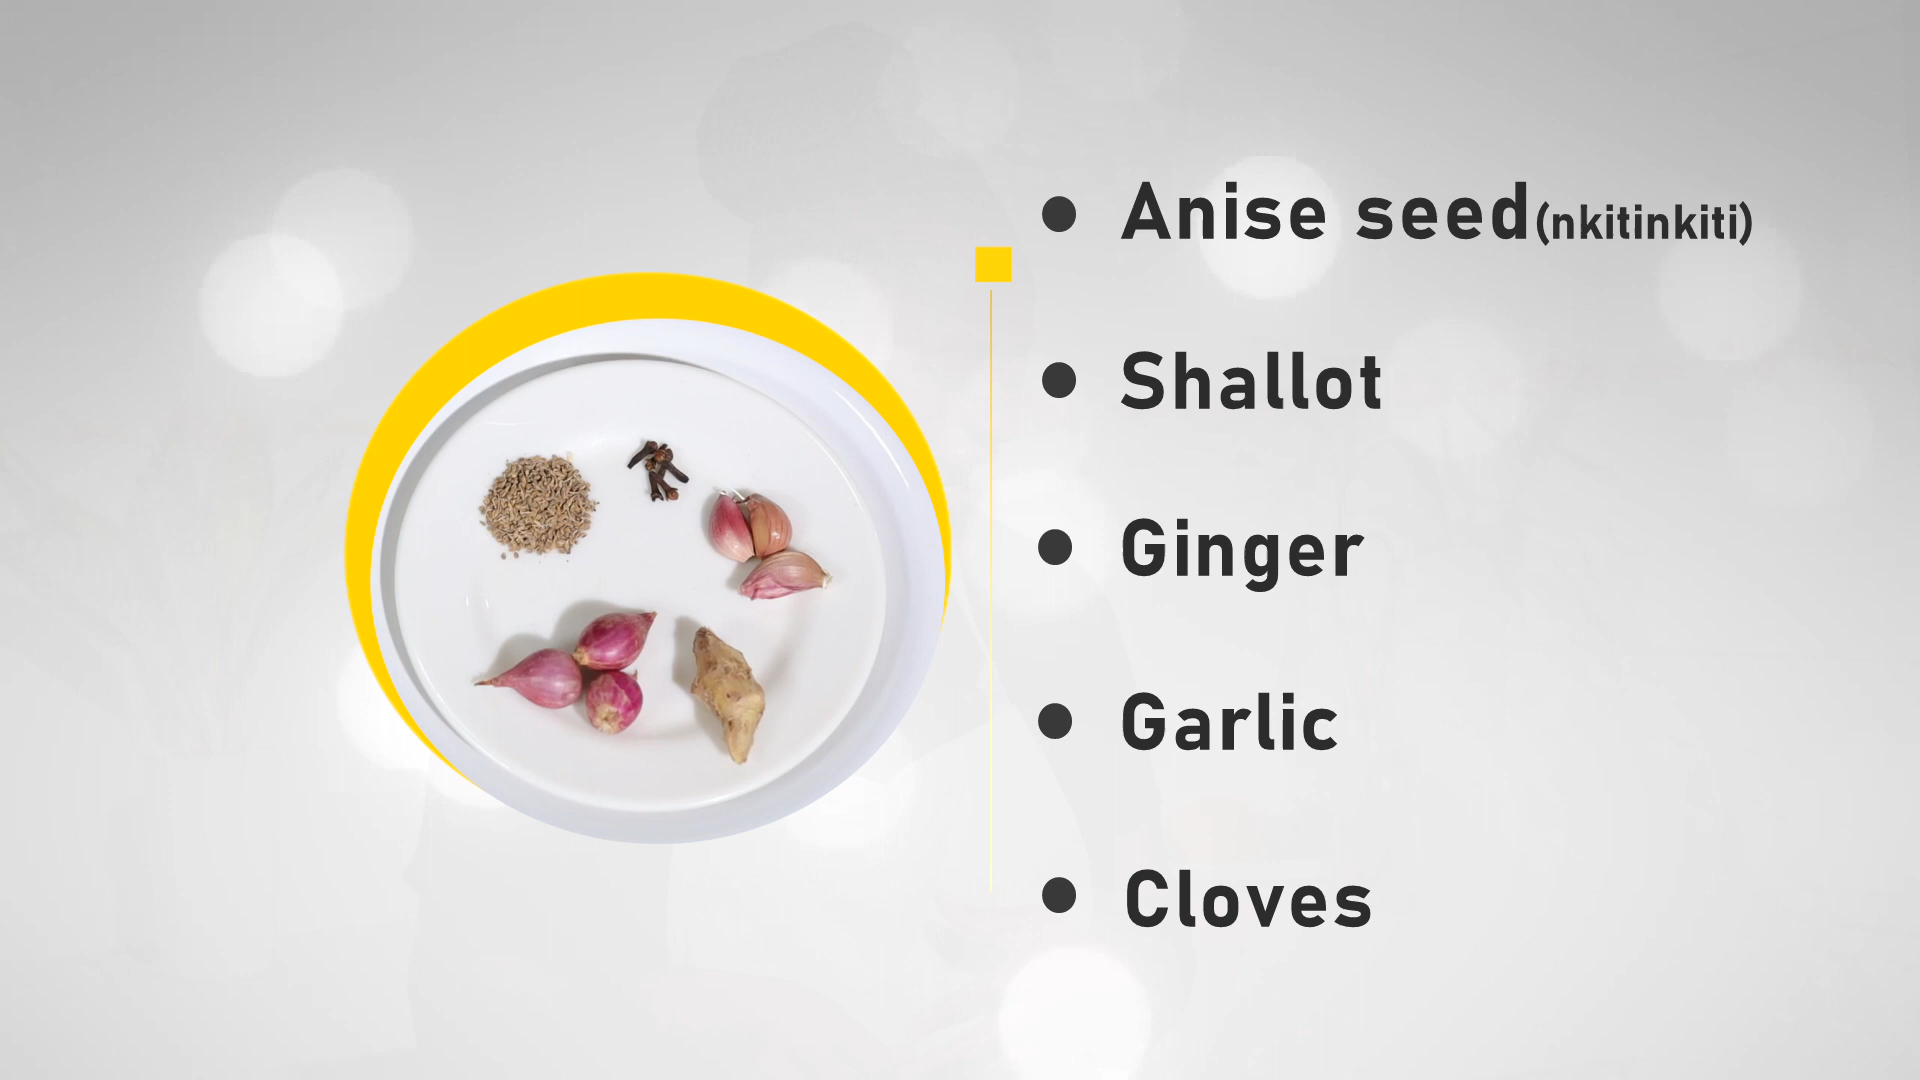 Anise seed(nkitinkiti)
Shallot
Ginger
Garlic
Cloves